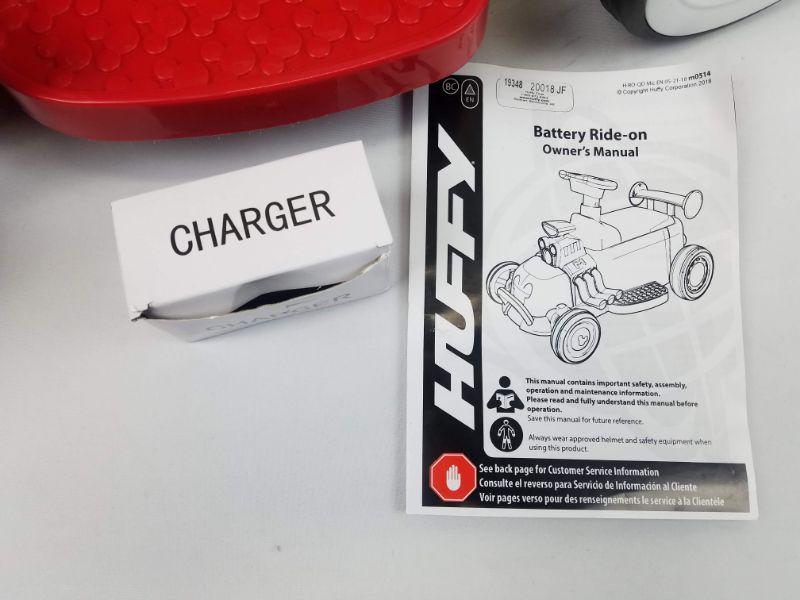 CHARGER
CHARGER
HUFFY
BC
EN
19348 20018 JF
m0514
© Copyright Huffy Corporation 2018
Battery Ride-on
Owner's Manual
This manual contains important safety, assembly,
operation and maintenance information.
Please read and fully understand this manual before
operation.
Save this manual for future reference.
Always wear approved helmet and safety equipment when
using this product.
See back page for Customer Service Information
Consulte el reverso para Servicio de Información al Cliente
Voir pages verso pour des renseignements le service à la Clientèle